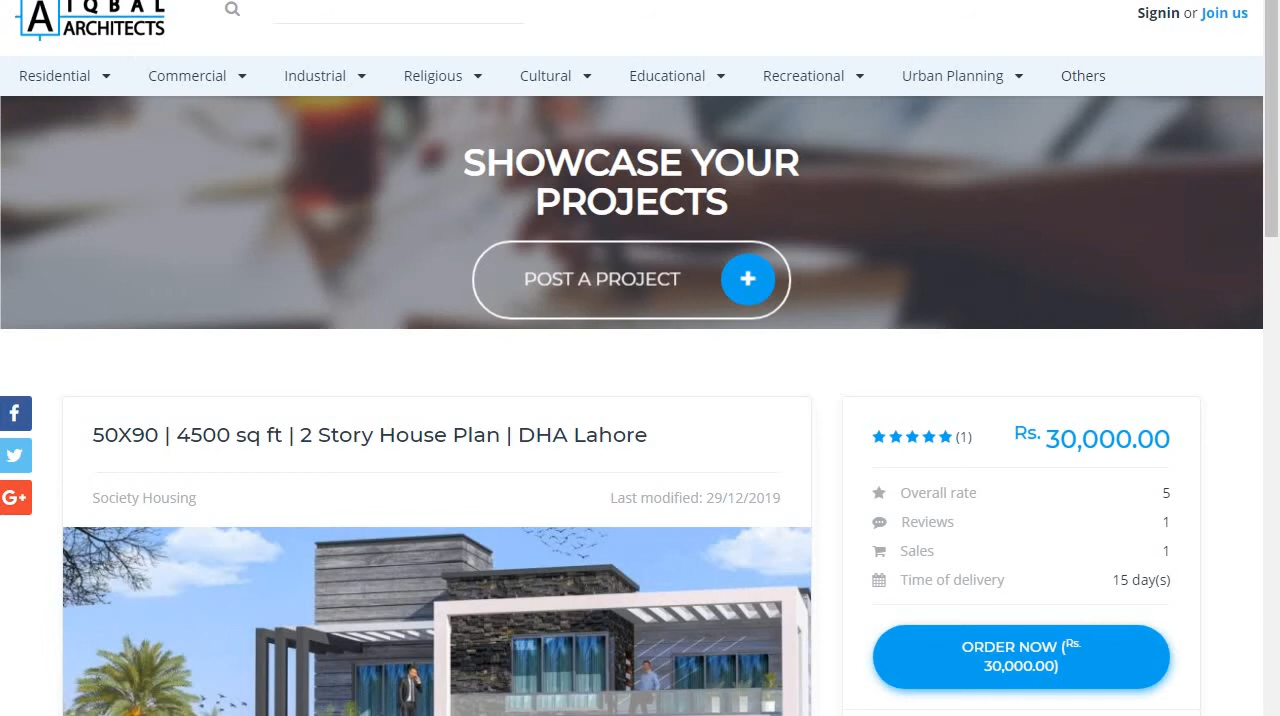 IQBAL
A ARCHITECTS
Signin or Join us
Residential Commercial Industrial Religious Cultural Educational Recreational Urban Planning Others
SHOWCASE YOUR
PROJECTS
POST A PROJECT +
f
G+
50X90 | 4500 sq ft | 2 Story House Plan | DHA Lahore
Society Housing Last modified: 29/12/2019
(1) Rs. 30,000.00
Overall rate 5
Reviews 1
Sales 1
Time of delivery 15 day(s)
ORDER NOW (Rs.
30,000.00)